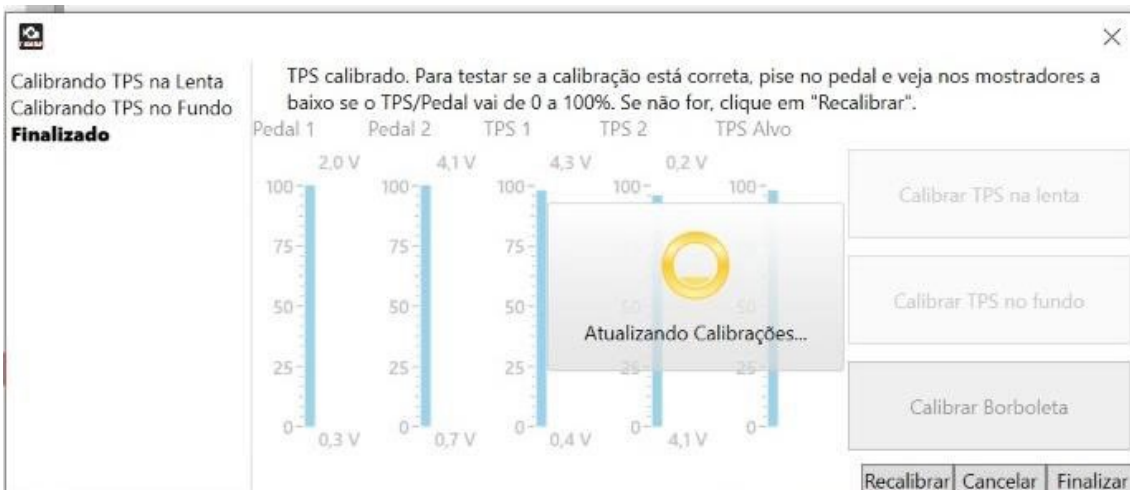 Calibrando TPS na Lenta
Calibrando TPS no Fundo
Finalizado
TPS calibrado. Para testar se a calibração está correta, pise no pedal e veja nos mostradores a
baixo se o TPS/Pedal vai de 0 a 100%. Se não for, clique em "Recalibrar".
Pedal 1 Pedal 2 TPS 1 TPS 2 TPS Alvo
2,0 V 4,1 V 4,3 V 0,2 V
100 100 100 100 100
75 75 75
50 50 50 50 50
25 25 25 25 25
0 0 0 0 0
0,3 V 0,7 V 0,4 V 4,1 V
Atualizando Calibrações...
Calibrar TPS na lenta
Calibrar TPS no fundo
Calibrar Borboleta
Recalibrar Cancelar Finalizar